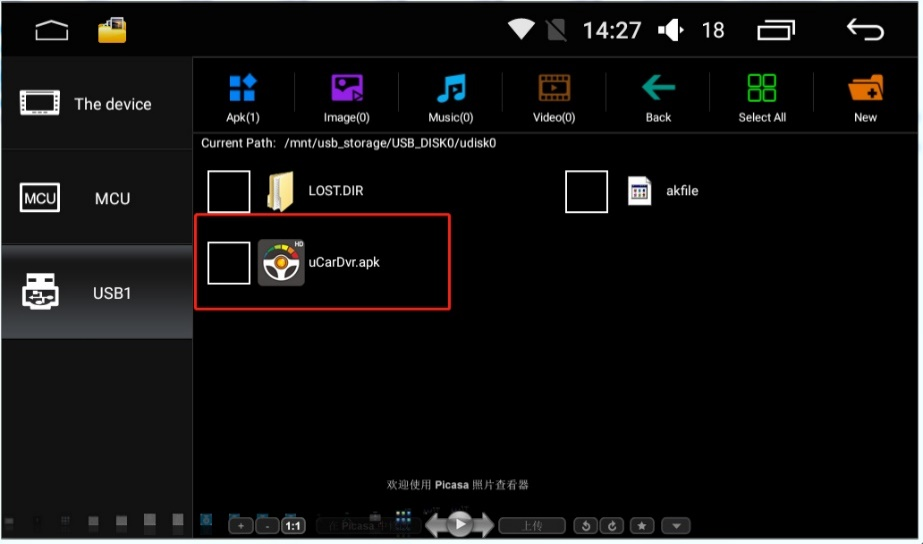 14:27 18
The device
Apk(1) Image(0) Music(0) Video(0) Back Select All New
Current Path: /mnt/usb_storage/USB_DISK0/udisk0
LOST.DIR akfile
MCU MCU
HD
uCarDvr.apk
USB1
欢迎使用 Picasa 照片查看器
+ - 1:1 Picasa 上传